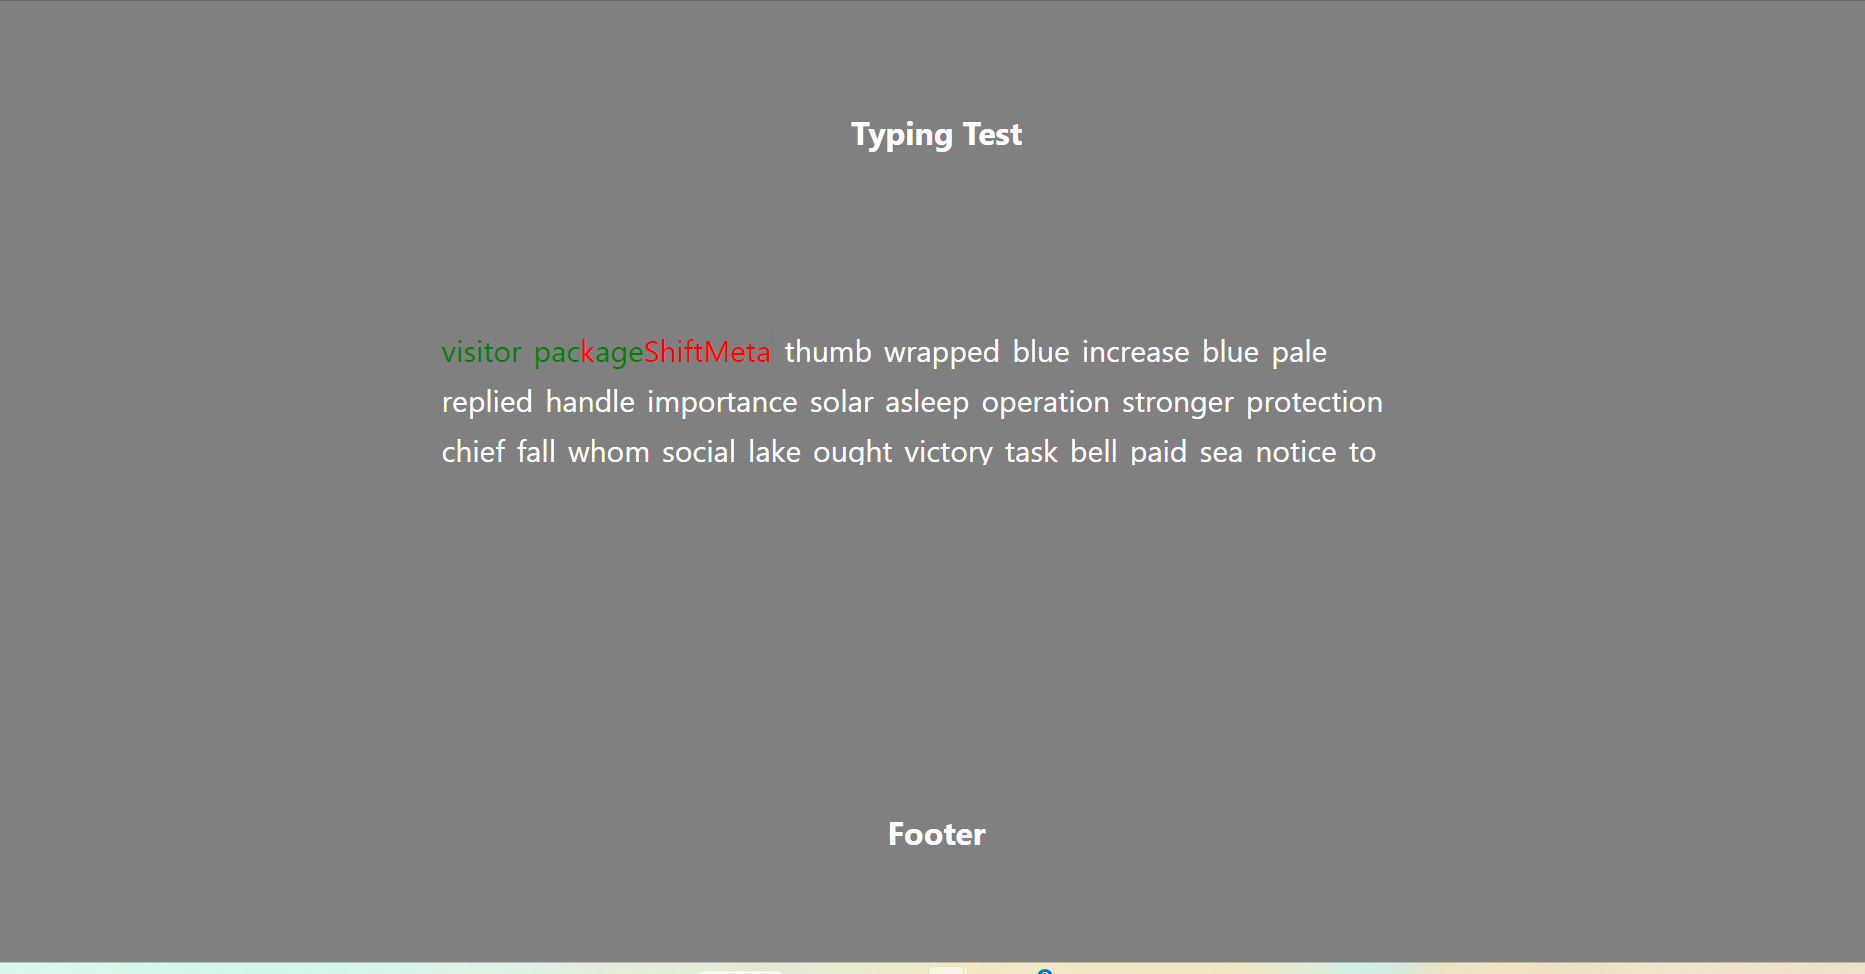 Typing Test
visitor packageShiftMeta thumb wrapped blue increase blue pale
replied handle importance solar asleep operation stronger protection
chief fall whom social lake ought victory task bell paid sea notice to
Footer